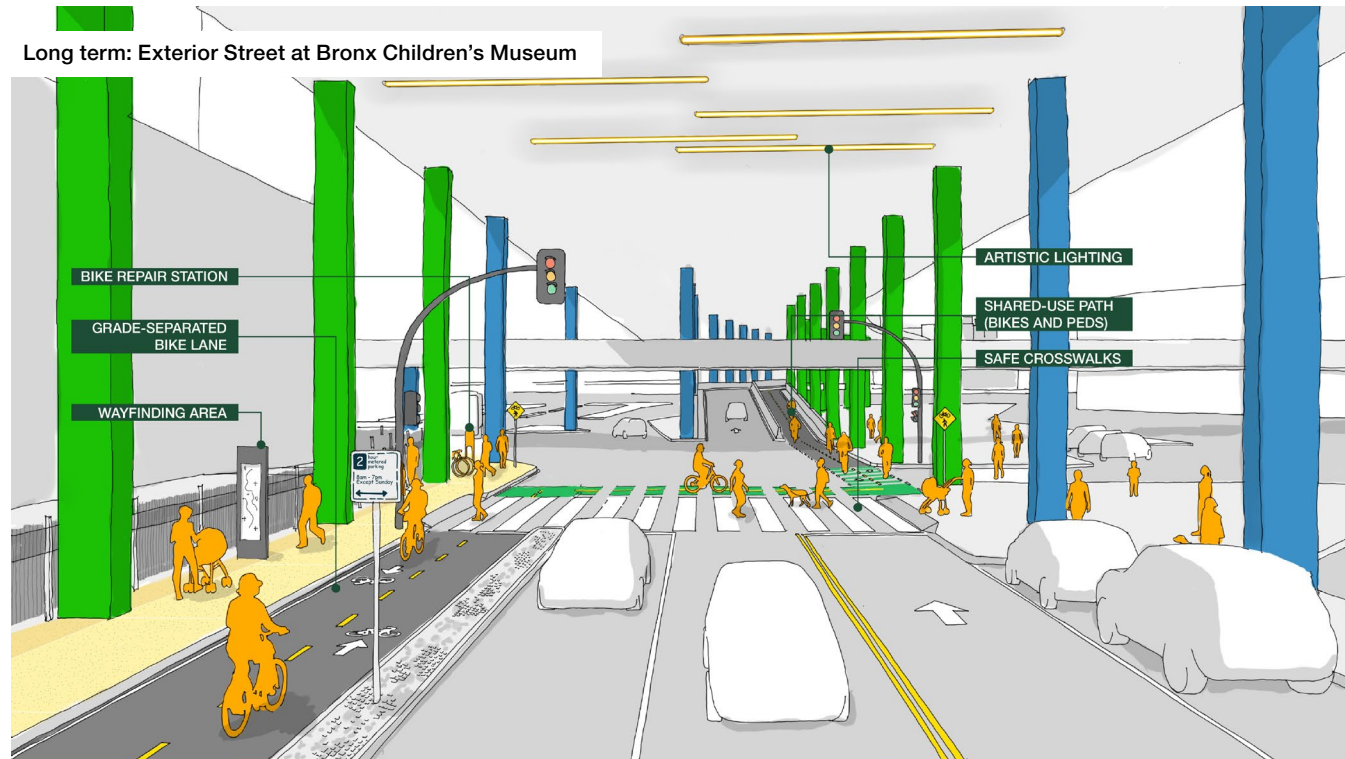 Long term: Exterior Street at Bronx Children's Museum
BIKE REPAIR STATION
GRADE-SEPARATED
BIKE LANE
WAYFINDING AREA
2
hour
metered
parking
8am - 7pm
Except Sunday
ARTISTIC LIGHTING
SHARED-USE PATH
(BIKES AND PEDS)
SAFE CROSSWALKS